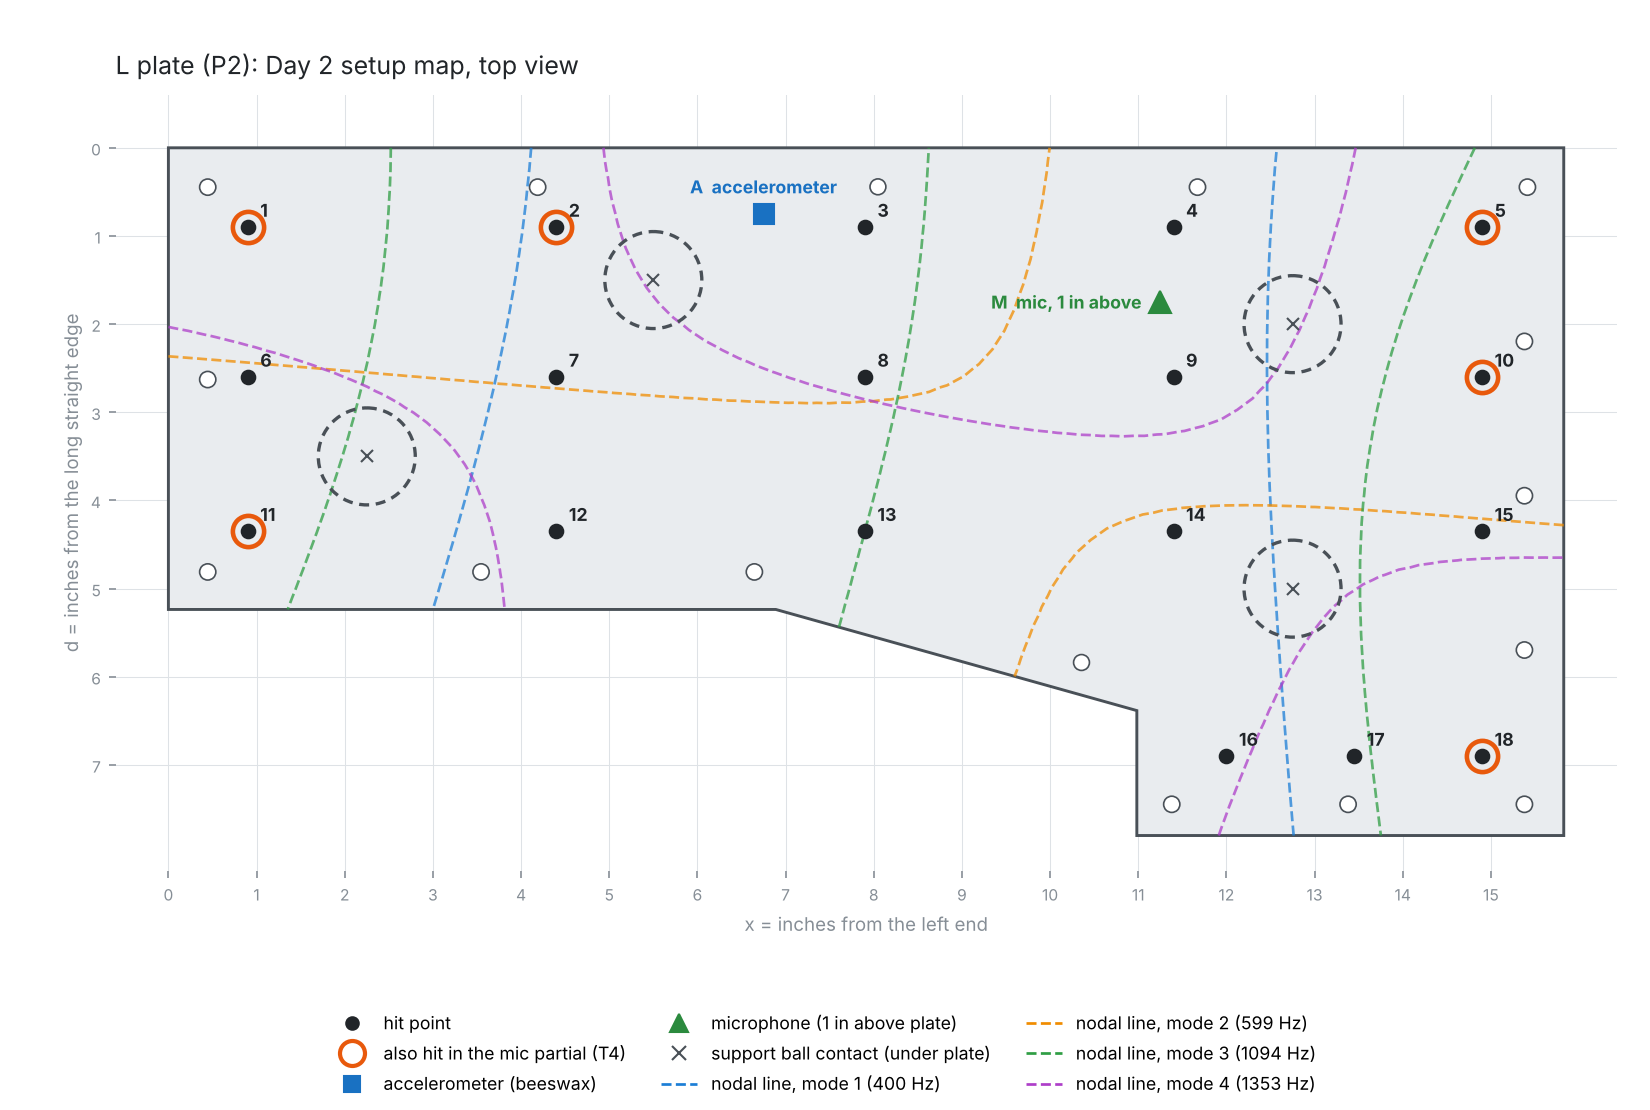 L plate (P2): Day 2 setup map, top view
0
A accelerometer
1
2
3
4
5
1
M mic, 1 in above
2
6
7
8
9
10
3
4
11
12
13
14
15
5
6
16
17
18
7
d = inches from the long straight edge
0 1 2 3 4 5 6 7 8 9 10 11 12 13 14 15
x = inches from the left end
hit point
also hit in the mic partial (T4)
accelerometer (beeswax)
microphone (1 in above plate)
support ball contact (under plate)
nodal line, mode 1 (400 Hz)
nodal line, mode 2 (599 Hz)
nodal line, mode 3 (1094 Hz)
nodal line, mode 4 (1353 Hz)